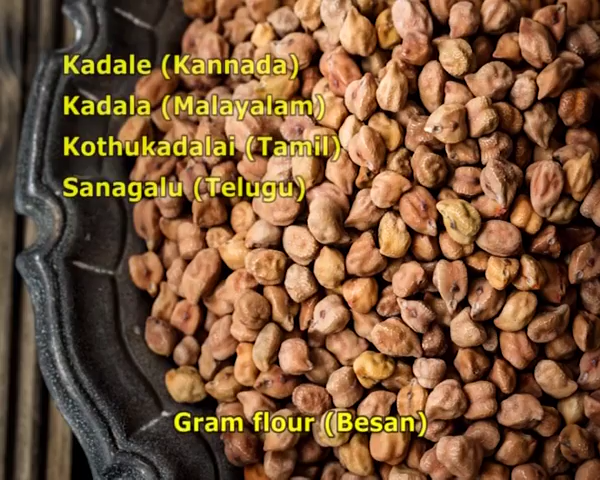 Kadale (Kannada)
Kadala (Malayalam)
Kothukadalai (Tamil)
Sanagalu (Telugu)
Gram flour (Besan)